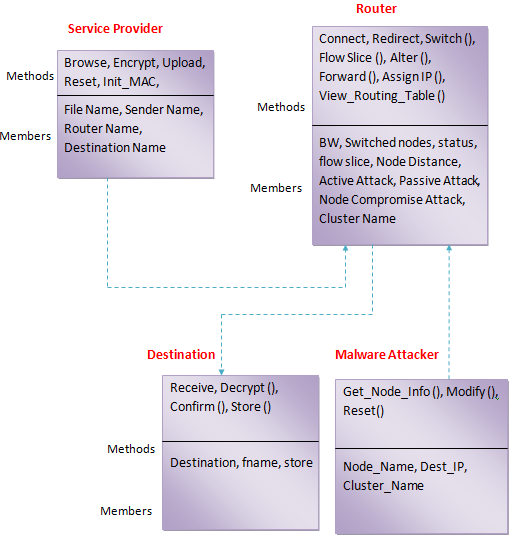 Service Provider
Methods
Browse, Encrypt, Upload,
Reset, Init_MAC,
Members
File Name, Sender Name,
Router Name,
Destination Name
Router
Methods
Connect, Redirect, Switch (),
Flow Slice (), Alter (),
Forward (), Assign IP (),
View_Routing_Table ()
Members
BW, Switched nodes, status,
flow slice, Node Distance,
Active Attack, Passive Attack,
Node Compromise Attack,
Cluster Name
Destination
Methods
Receive, Decrypt (),
Confirm (), Store ()
Members
Destination, fname, store
Malware Attacker
Get_Node_Info (), Modify (),
Reset()
Node_Name, Dest_IP,
Cluster_Name